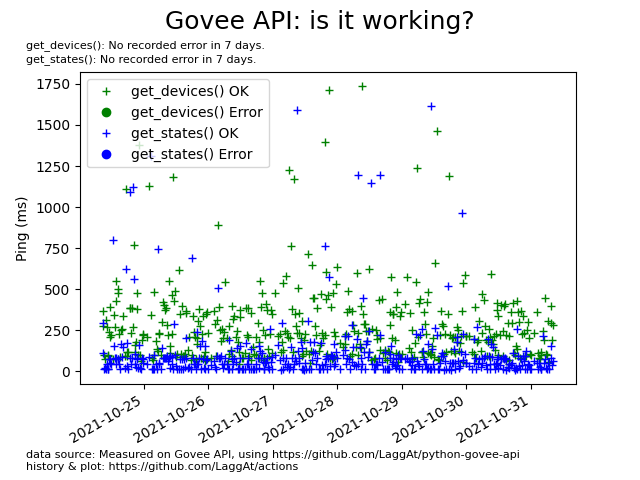 Govee API: is it working?
get_devices(): No recorded error in 7 days.
get_states(): No recorded error in 7 days.
get_devices() OK
get_devices() Error
get_states() OK
get_states() Error
Ping (ms)
1750
1500
1250
1000
750
500
250
0
2021-10-25
2021-10-26
2021-10-27
2021-10-28
2021-10-29
2021-10-30
2021-10-31
data source: Measured on Govee API, using https://github.com/LaggAt/python-govee-api
history & plot: https://github.com/LaggAt/actions